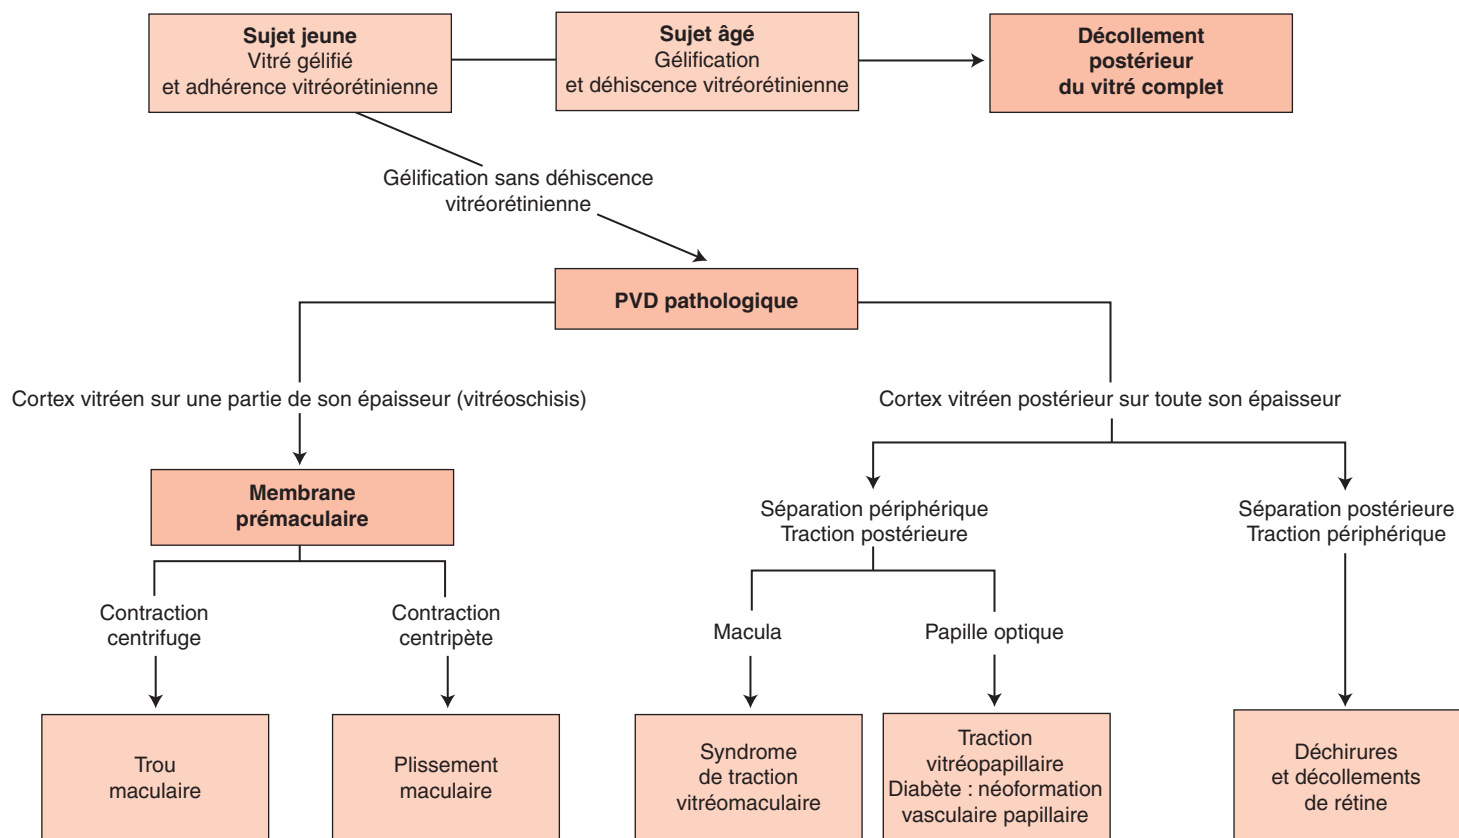 Sujet jeune
Vitré gélifié
et adhérence vitréorétinienne
Sujet âgé
Gélification
et déhiscence vitréorétinienne
Décollement
postérieur
du vitré complet
Gélification sans déhiscence
vitréorétinienne
PVD pathologique
Cortex vitréen sur une partie de son épaisseur (vitréoschisis)
Cortex vitréen postérieur sur toute son épaisseur
Membrane
prémaculaire
Séparation périphérique
Traction postérieure
Séparation postérieure
Traction périphérique
Contraction
centrifuge
Contraction
centripète
Macula
Papille optique
Trou
maculaire
Plissement
maculaire
Syndrome
de traction
vitréomaculaire
Traction
vitréopapillaire
Diabète : néoformation
vasculaire papillaire
Déchirures
et décollements
de rétine